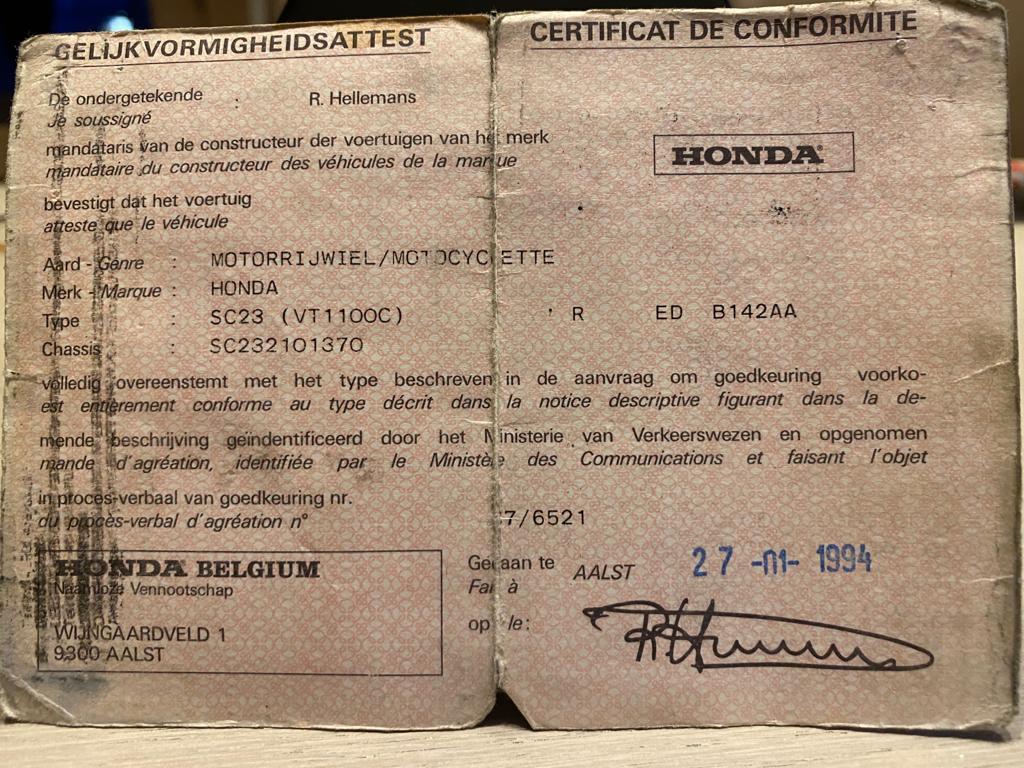 GELIJKVORMIGHEIDSATTEST
CERTIFICAT DE CONFORMITE
De ondergetekende : R. Hellemans
Je soussigné
mandataris van de constructeur der voertuigen van het merk
mandataire du constructeur des véhicules de la marque
HONDA
bevestigt dat het voertuig
atteste que le véhicule
Aard - Genre : MOTORRIJWIEL/MOTOCYCLETTE
Merk - Marque : HONDA
Type : SC23 (VT1100C) R ED B142AA
Chassis : SC232101370
volledig overeenstemt met het type beschreven in de aanvraag om goedkeuring voorko-
est entièrement conforme au type décrit dans la notice descriptive figurant dans la de-
mende beschrijving geïndentificeerd door het Ministerie van Verkeerswezen en opgenomen
mande d'agréation, identifiée par le Ministère des Communications et faisant l'objet
in proces-verbaal van goedkeuring nr.
du procès-verbal d'agréation n° 7/6521
HONDA BELGIUM
Naamloze Vennootschap
WIJNGAARDVELD 1
9300 AALST
Gedaan te AALST 27 -01- 1994
Fait à
op le: